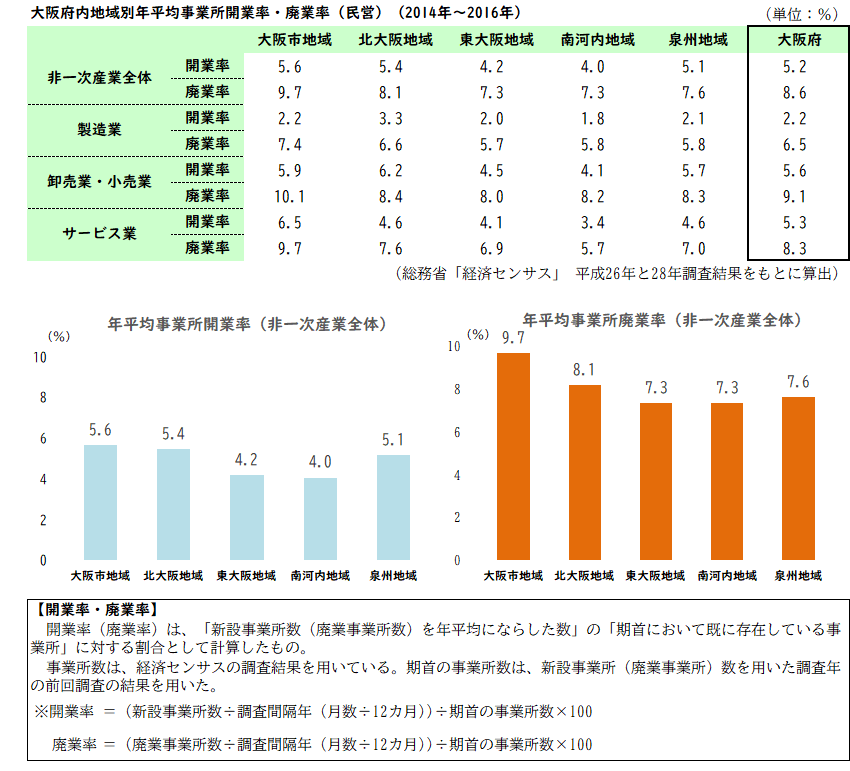 大阪府内地域別年平均事業所開業率・廃業率（民営）（2014年～2016年）
（単位：％）
大阪市地域 北大阪地域 東大阪地域 南河内地域 泉州地域 大阪府
非一次産業全体
開業率 5.6 5.4 4.2 4.0 5.1 5.2
廃業率 9.7 8.1 7.3 7.3 7.6 8.6
製造業
開業率 2.2 3.3 2.0 1.8 2.1 2.2
廃業率 7.4 6.6 5.7 5.8 5.8 6.5
卸売業・小売業
開業率 5.9 6.2 4.5 4.1 5.7 5.6
廃業率 10.1 8.4 8.0 8.2 8.3 9.1
サービス業
開業率 6.5 4.6 4.1 3.4 4.6 5.3
廃業率 9.7 7.6 6.9 5.7 7.0 8.3
（総務省「経済センサス」 平成26年と28年調査結果をもとに算出）
年平均事業所開業率（非一次産業全体）
（％）
10
8
6
4
2
0
5.6 5.4 4.2 4.0 5.1
大阪市地域 北大阪地域 東大阪地域 南河内地域 泉州地域
年平均事業所廃業率（非一次産業全体）
（％）
10
8
6
4
2
0
9.7 8.1 7.3 7.3 7.6
大阪市地域 北大阪地域 東大阪地域 南河内地域 泉州地域
【開業率・廃業率】
開業率（廃業率）は、「新設事業所数（廃業事業所数）を年平均にならした数」の「期首において既に存在している事
業所」に対する割合として計算したもの。
事業所数は、経済センサスの調査結果を用いている。期首の事業所数は、新設事業所（廃業事業所）数を用いた調査年
の前回調査の結果を用いた。
※開業率 ＝（新設事業所数÷調査間隔年（月数÷12カ月））÷期首の事業所数×100
廃業率 ＝（廃業事業所数÷調査間隔年（月数÷12カ月））÷期首の事業所数×100